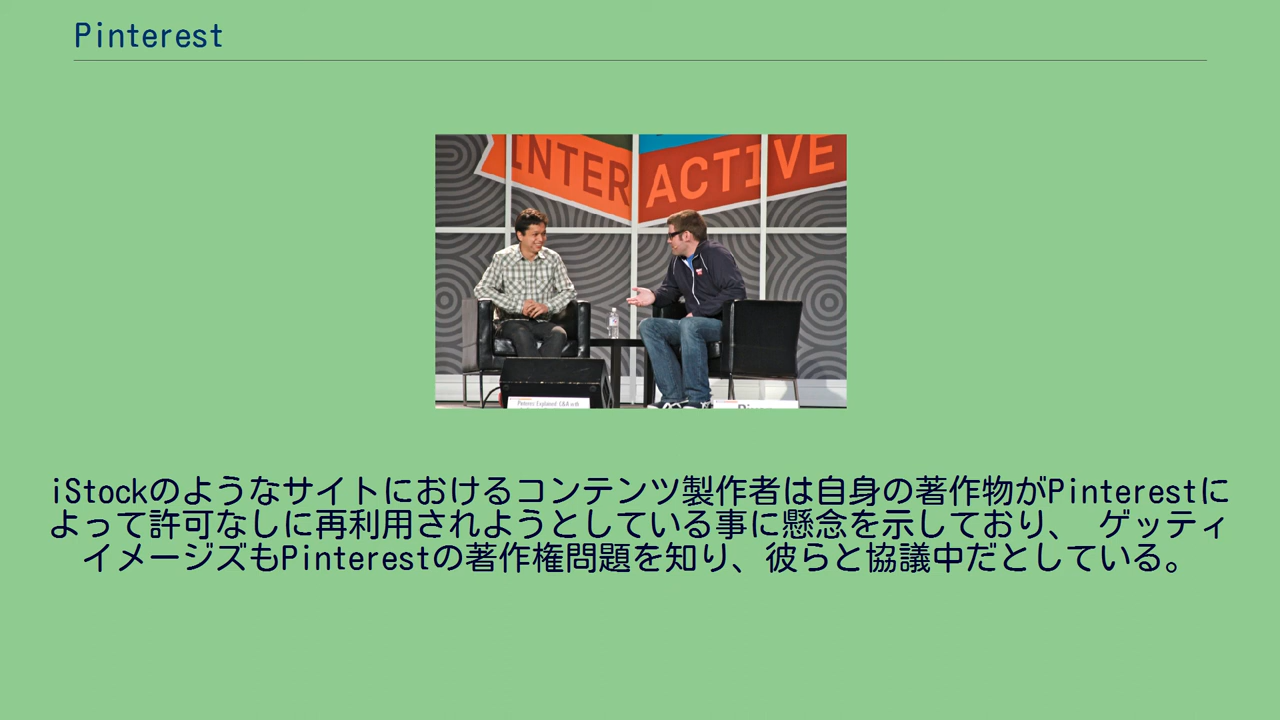 Pinterest
INTER ACTIVE
iStockのようなサイトにおけるコンテンツ製作者は自身の著作物がPinterestに
よって許可なしに再利用されようとしている事に懸念を示しており、 ゲッティ
イメージズもPinterestの著作権問題を知り、彼らと協議中だとしている。